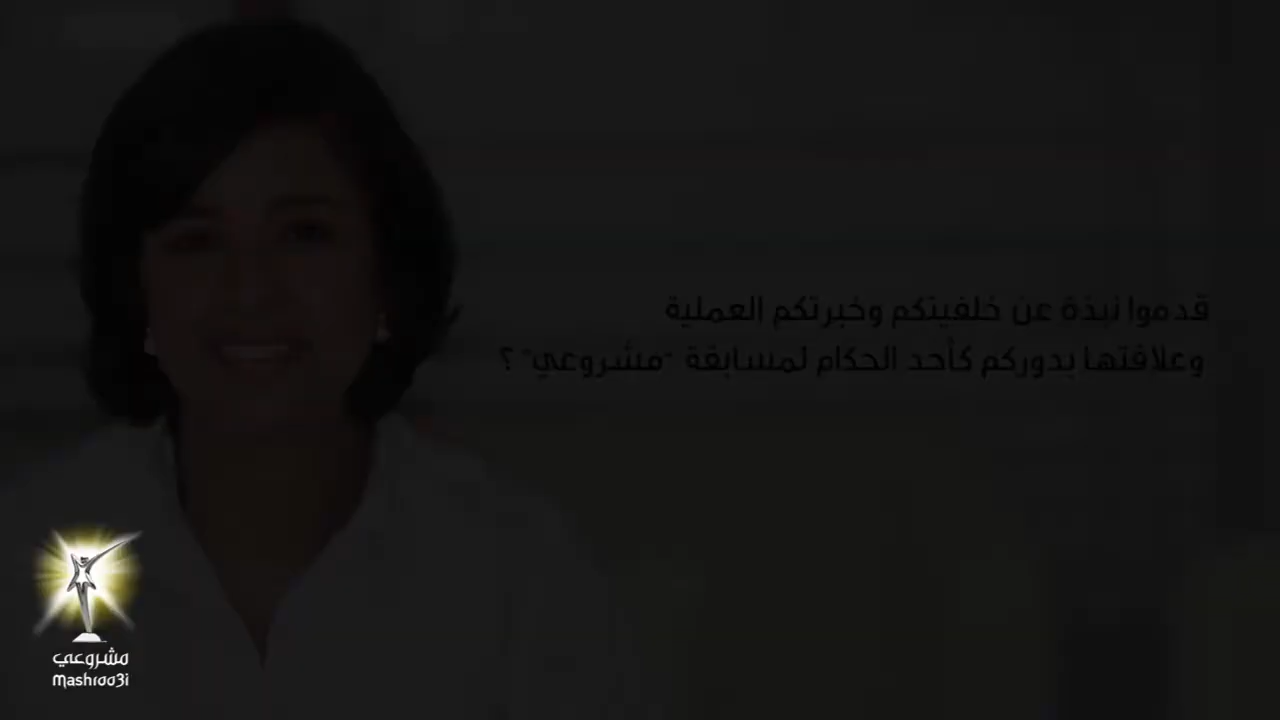 قدموا نبذة عن خلفيتكم وخبرتكم العملية
وعلاقتها بدوركم كأحد الحكام لمسابقة "مشروعي" ؟
مشروعي
Mashroo3i